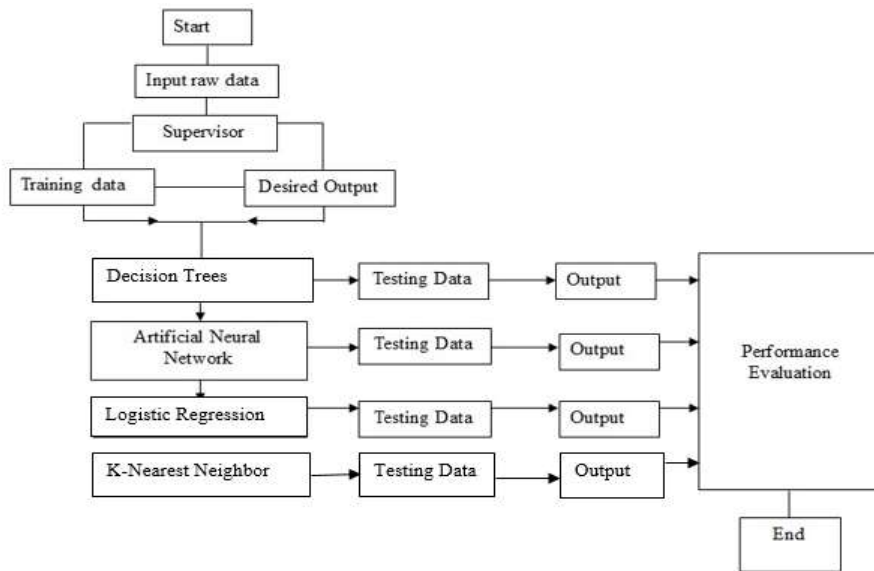 Start
Input raw data
Supervisor
Training data
Desired Output
Decision Trees
Testing Data
Output
Artificial Neural
Network
Testing Data
Output
Performance
Evaluation
Logistic Regression
Testing Data
Output
K-Nearest Neighbor
Testing Data
Output
End